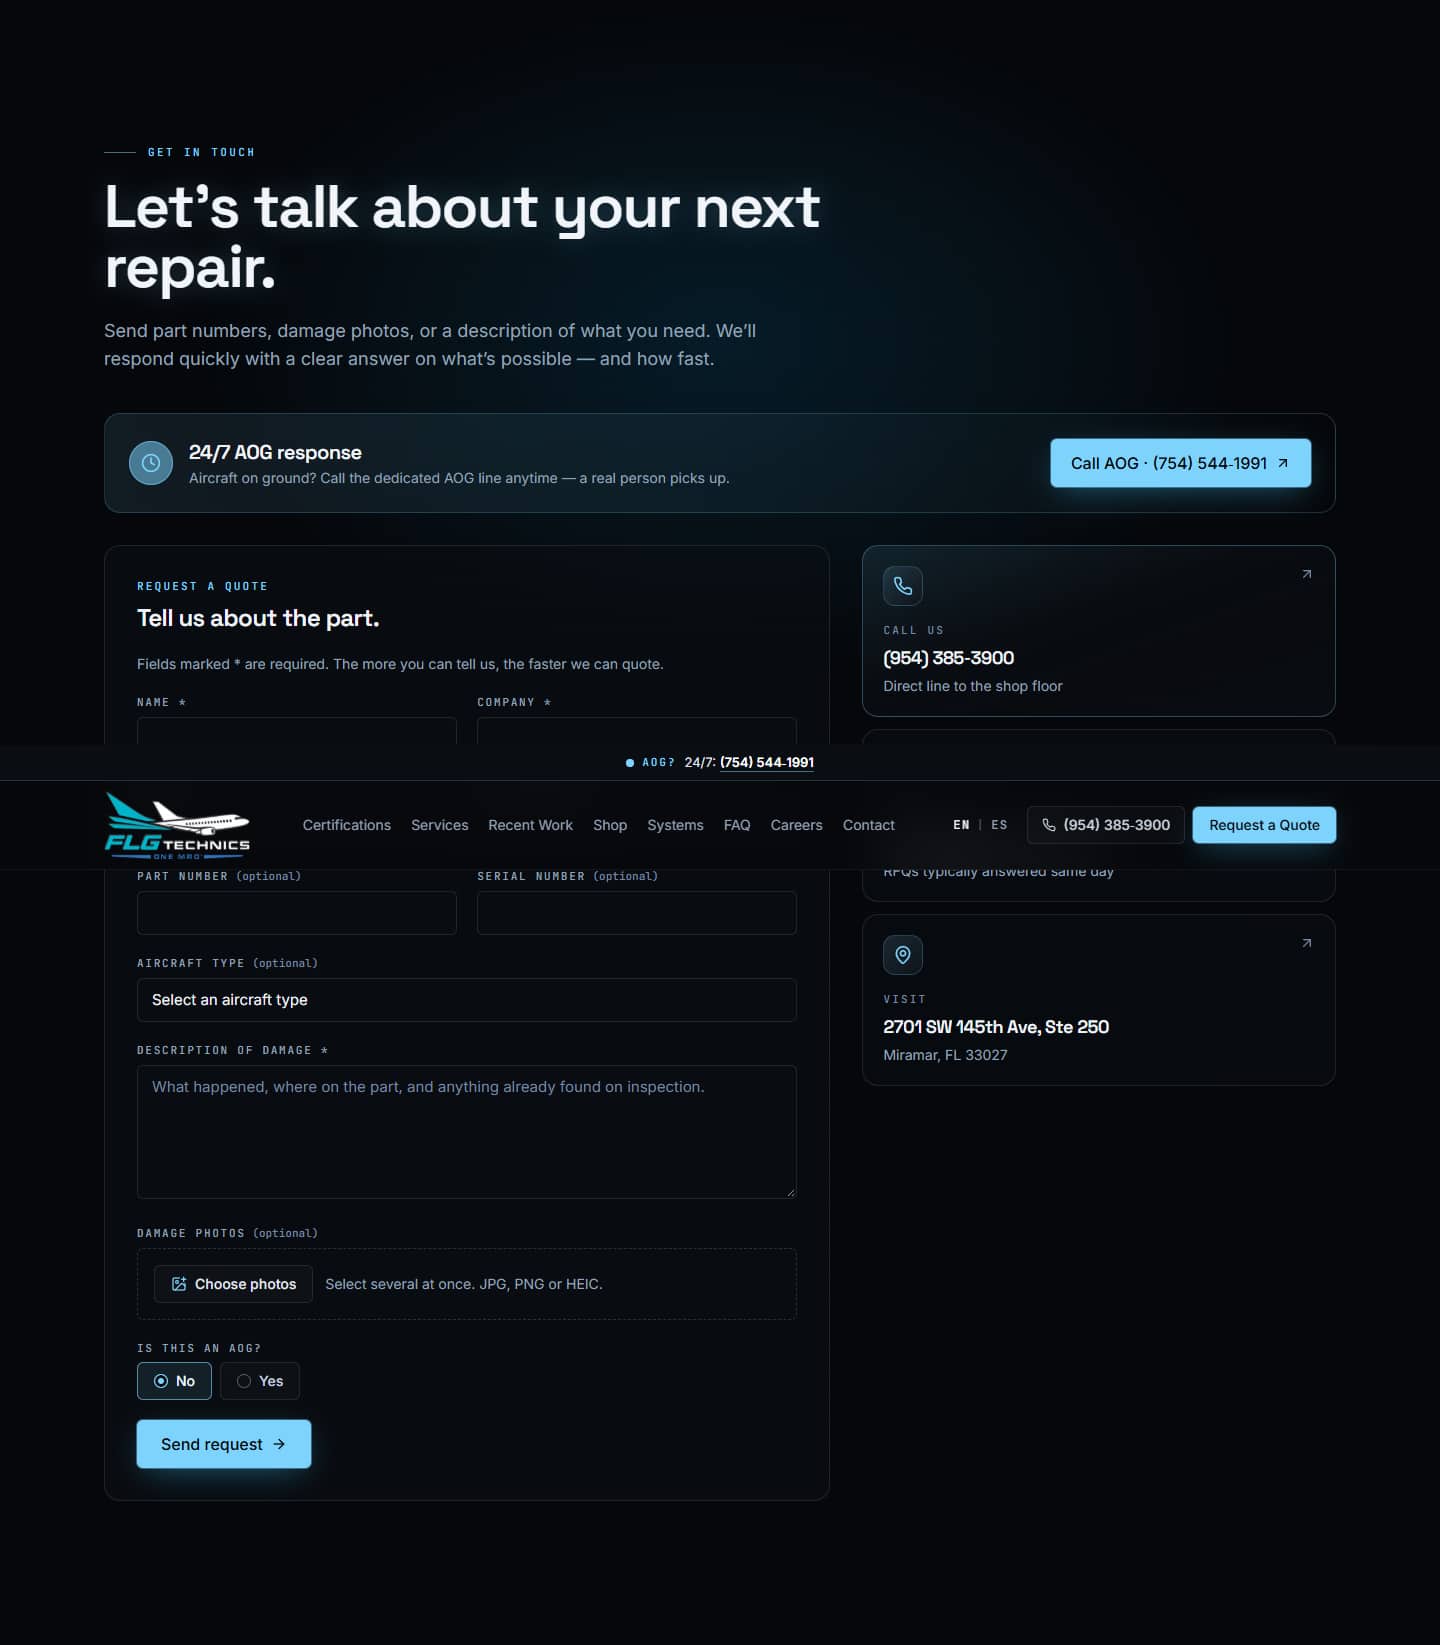 GET IN TOUCH
Let’s talk about your next
repair.
Send part numbers, damage photos, or a description of what you need. We’ll
respond quickly with a clear answer on what’s possible — and how fast.
24/7 AOG response
Aircraft on ground? Call the dedicated AOG line anytime — a real person picks up.
Call AOG · (754) 544-1991
REQUEST A QUOTE
Tell us about the part.
Fields marked * are required. The more you can tell us, the faster we can quote.
NAME *
COMPANY *
CALL US
(954) 385-3900
Direct line to the shop floor
AOG? 24/7: (754) 544-1991
FLG TECHNICS
ONE MRO
Certifications
Services
Recent Work
Shop
Systems
FAQ
Careers
Contact
EN | ES
(954) 385-3900
Request a Quote
PART NUMBER (optional)
SERIAL NUMBER (optional)
AIRCRAFT TYPE (optional)
Select an aircraft type
DESCRIPTION OF DAMAGE *
What happened, where on the part, and anything already found on inspection.
DAMAGE PHOTOS (optional)
Choose photos
Select several at once. JPG, PNG or HEIC.
IS THIS AN AOG?
No
Yes
Send request
RFQs typically answered same day
VISIT
2701 SW 145th Ave, Ste 250
Miramar, FL 33027